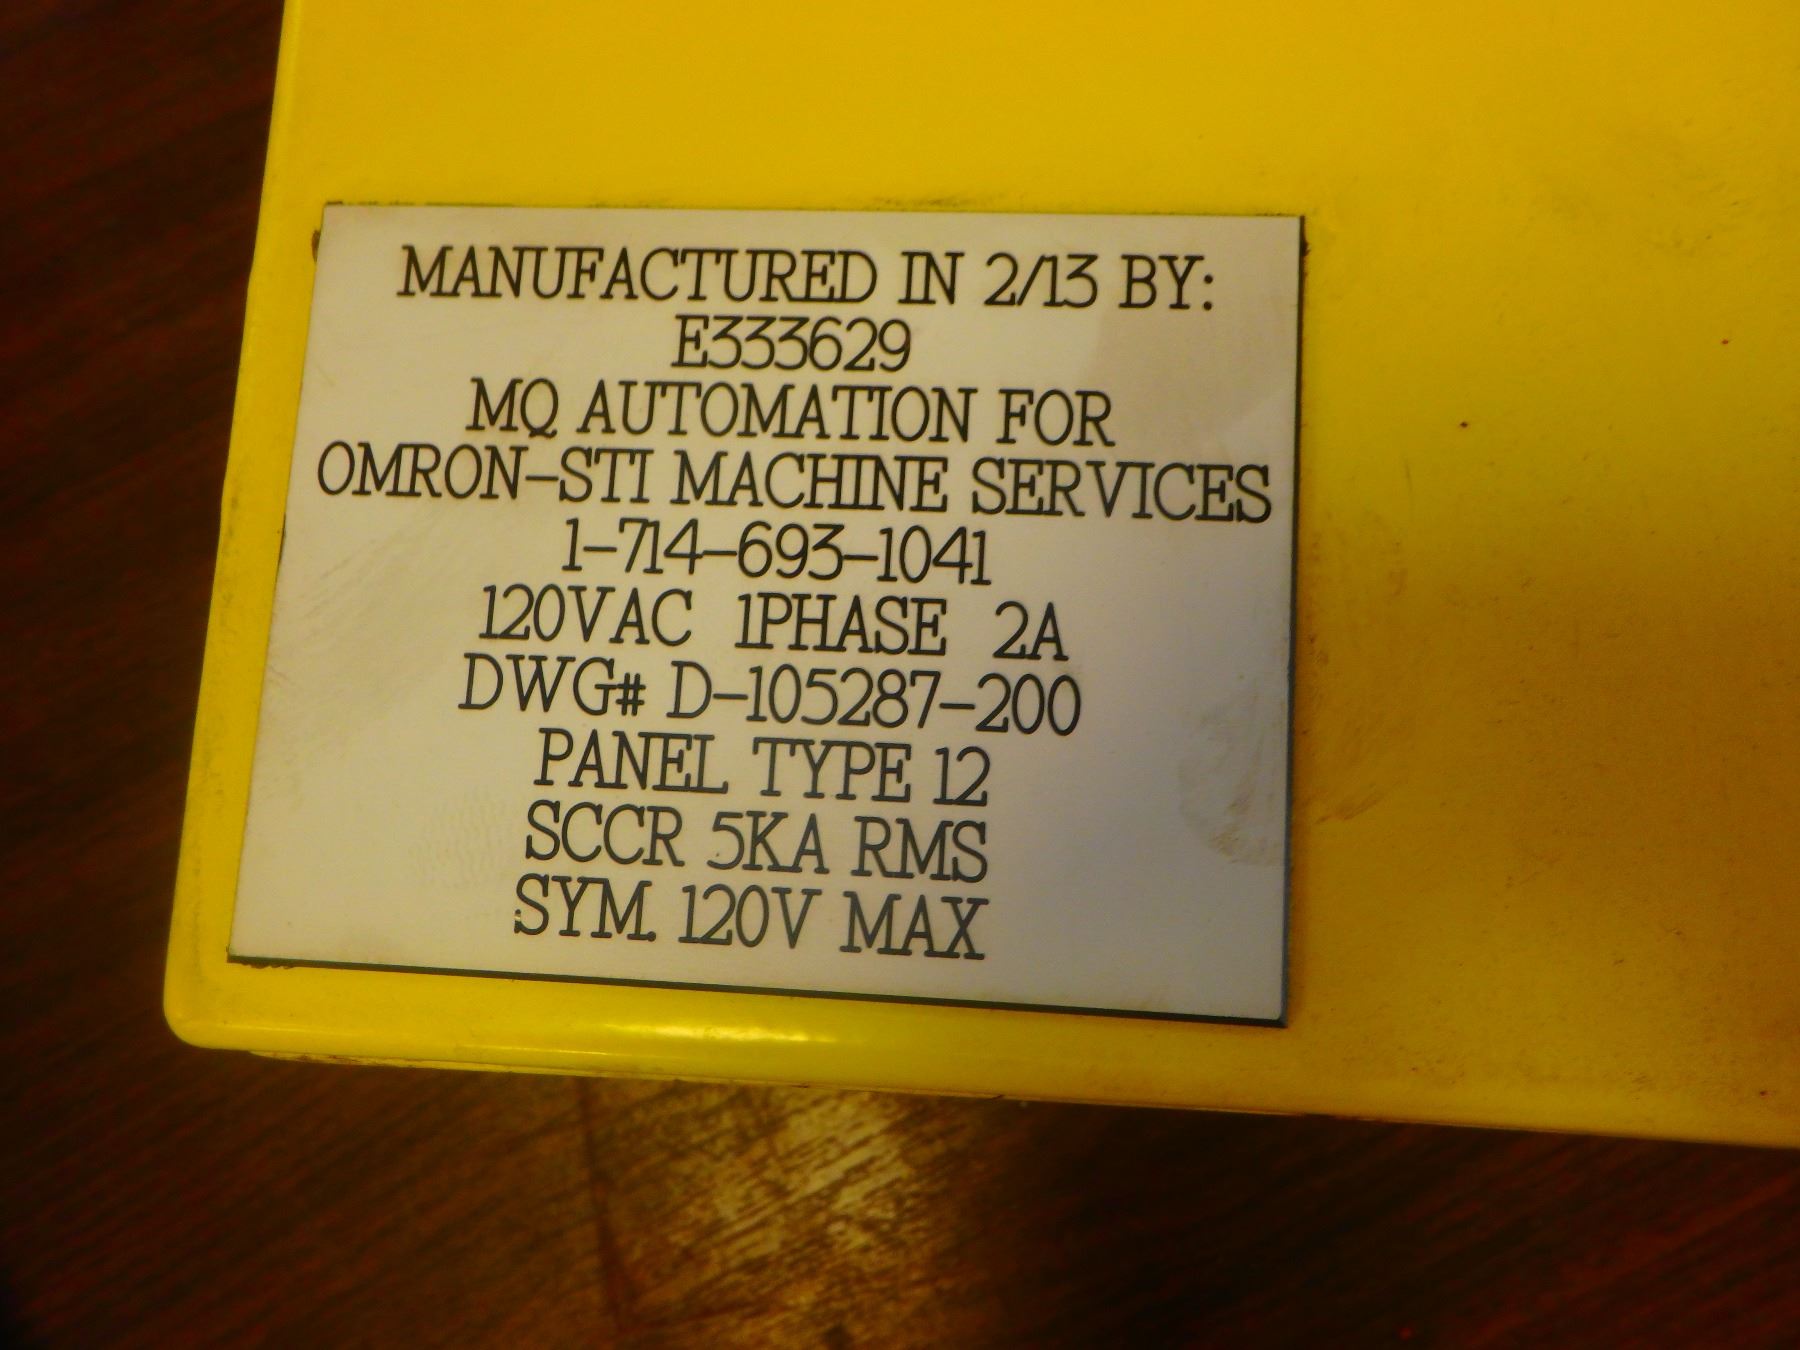 MANUFACTURED IN 2/13 BY:
E333629
MQ AUTOMATION FOR
OMRON-STI MACHINE SERVICES
1-714-693-1041
120VAC 1PHASE 2A
DWG# D-105287-200
PANEL TYPE 12
SCCR 5KA RMS
SYM. 120V MAX